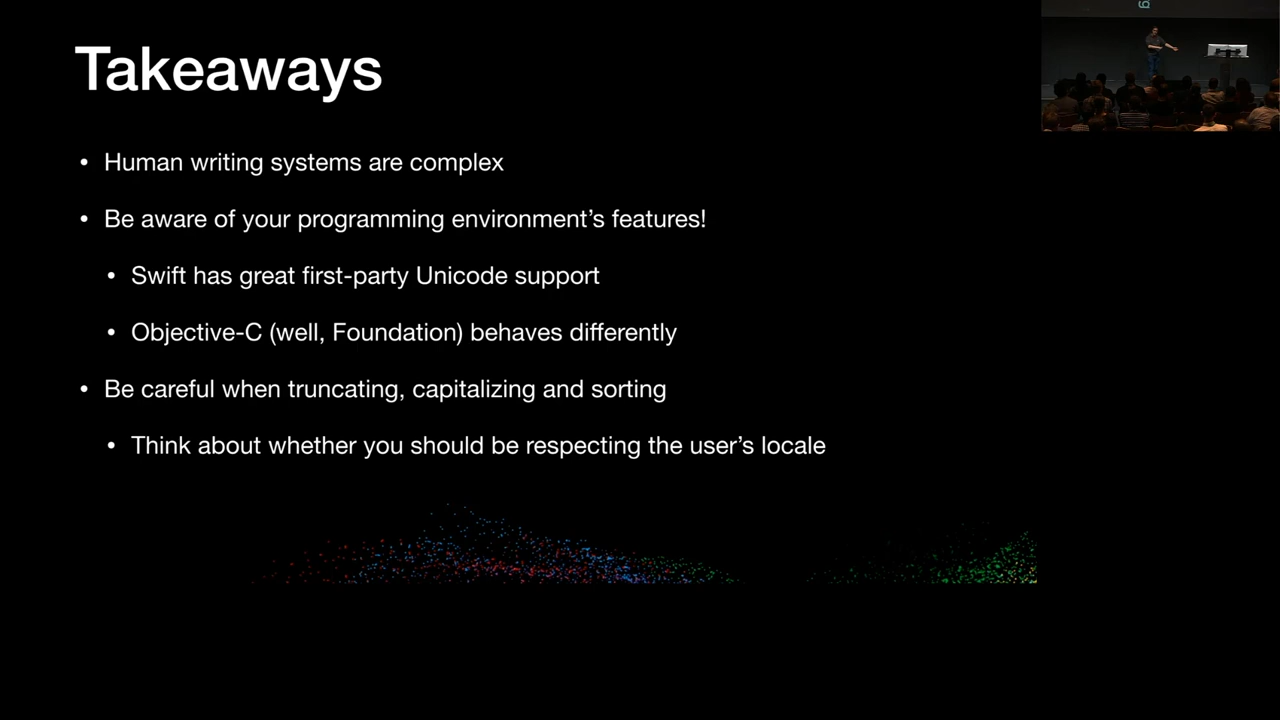 Takeaways
• Human writing systems are complex
• Be aware of your programming environment’s features!
• Swift has great first-party Unicode support
• Objective-C (well, Foundation) behaves differently
• Be careful when truncating, capitalizing and sorting
• Think about whether you should be respecting the user’s locale